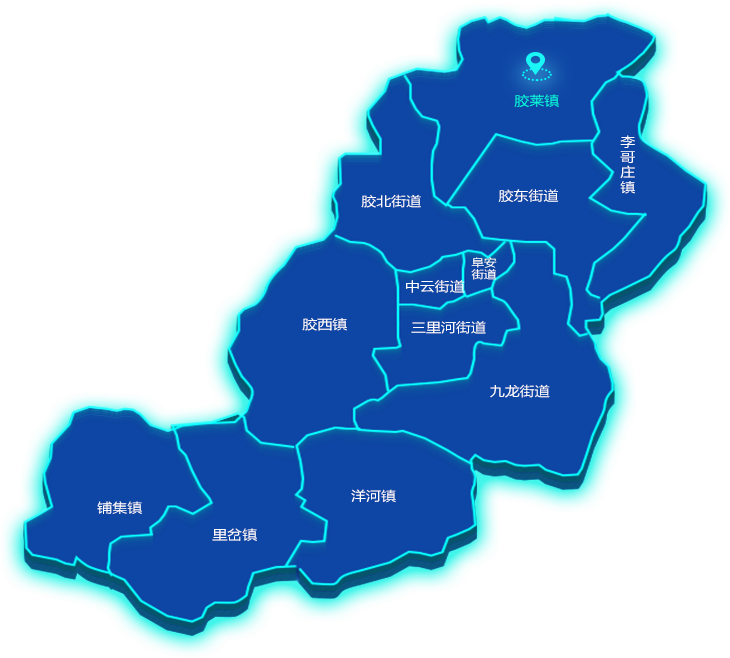 胶莱镇
李哥庄镇
胶东街道
胶北街道
阜安
街道
中云街道
胶西镇
三里河街道
九龙街道
洋河镇
铺集镇
里岔镇